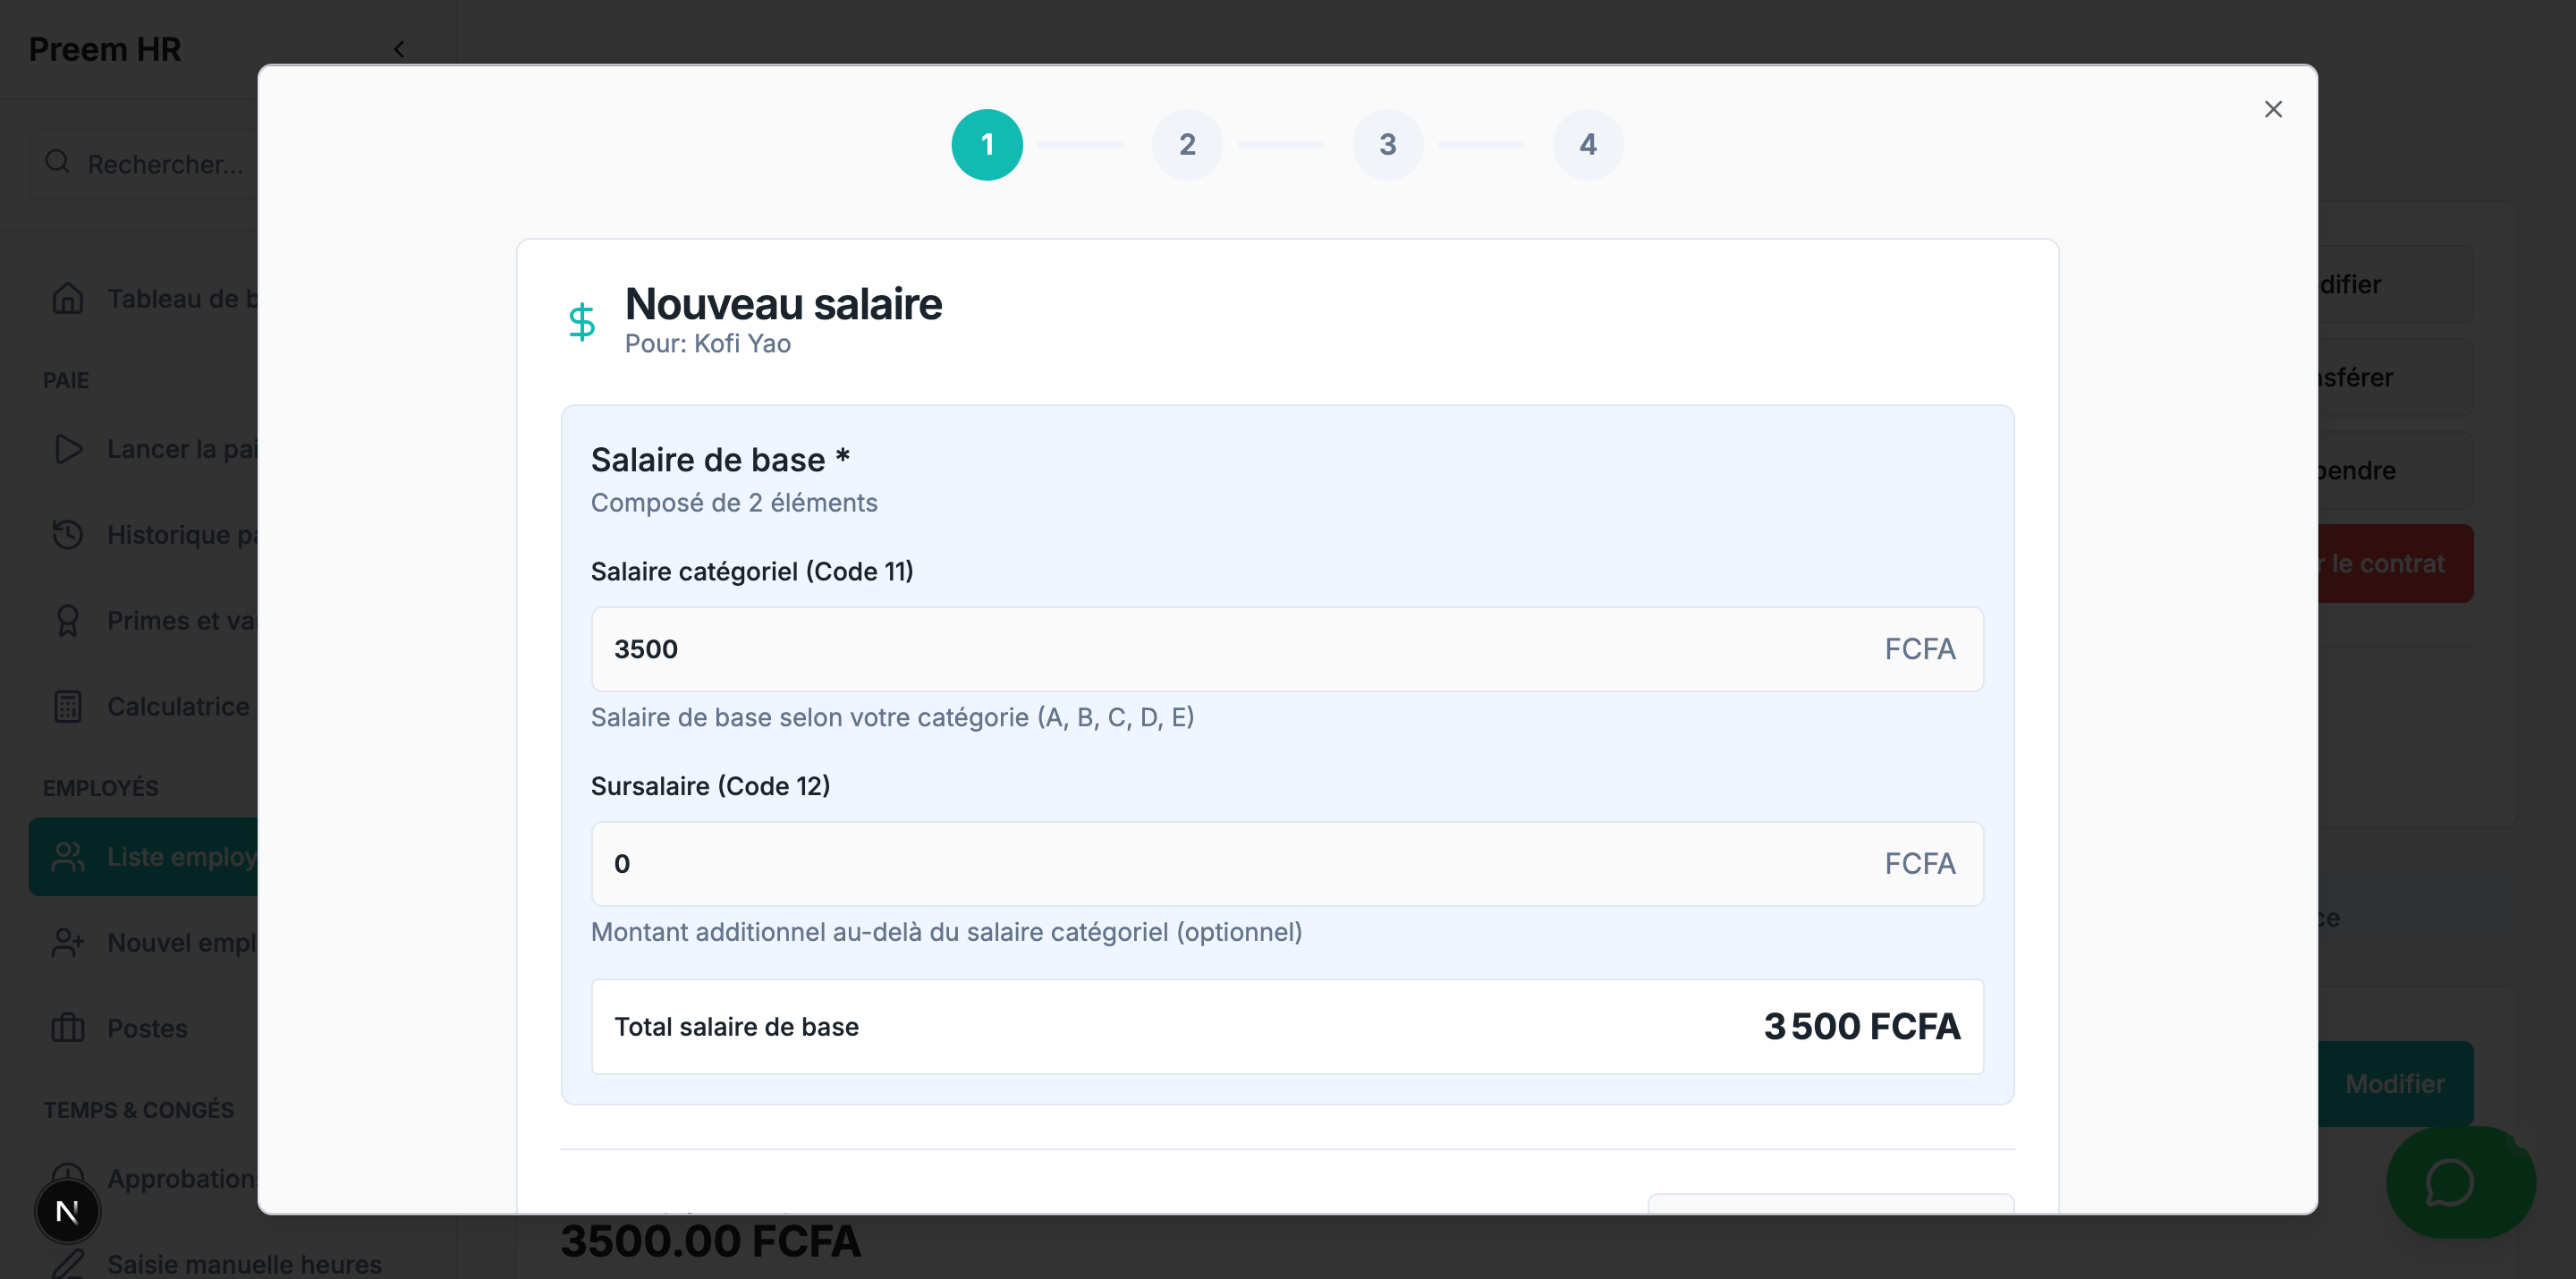 Preem HR
Rechercher...
Tableau de b
PAIE
Lancer la pai
Historique pa
Primes et va
Calculatrice
EMPLOYÉS
Liste employ
Nouvel empl
Postes
TEMPS & CONGÉS
Approbation
N
Saisie manuelle heures
1
2
3
4
Nouveau salaire
Pour: Kofi Yao
Salaire de base *
Composé de 2 éléments
Salaire catégoriel (Code 11)
3500 FCFA
Salaire de base selon votre catégorie (A, B, C, D, E)
Sursalaire (Code 12)
0 FCFA
Montant additionnel au-delà du salaire catégoriel (optionnel)
Total salaire de base 3 500 FCFA
3500.00 FCFA
difier
sférer
pendre
r le contrat
ce
Modifier